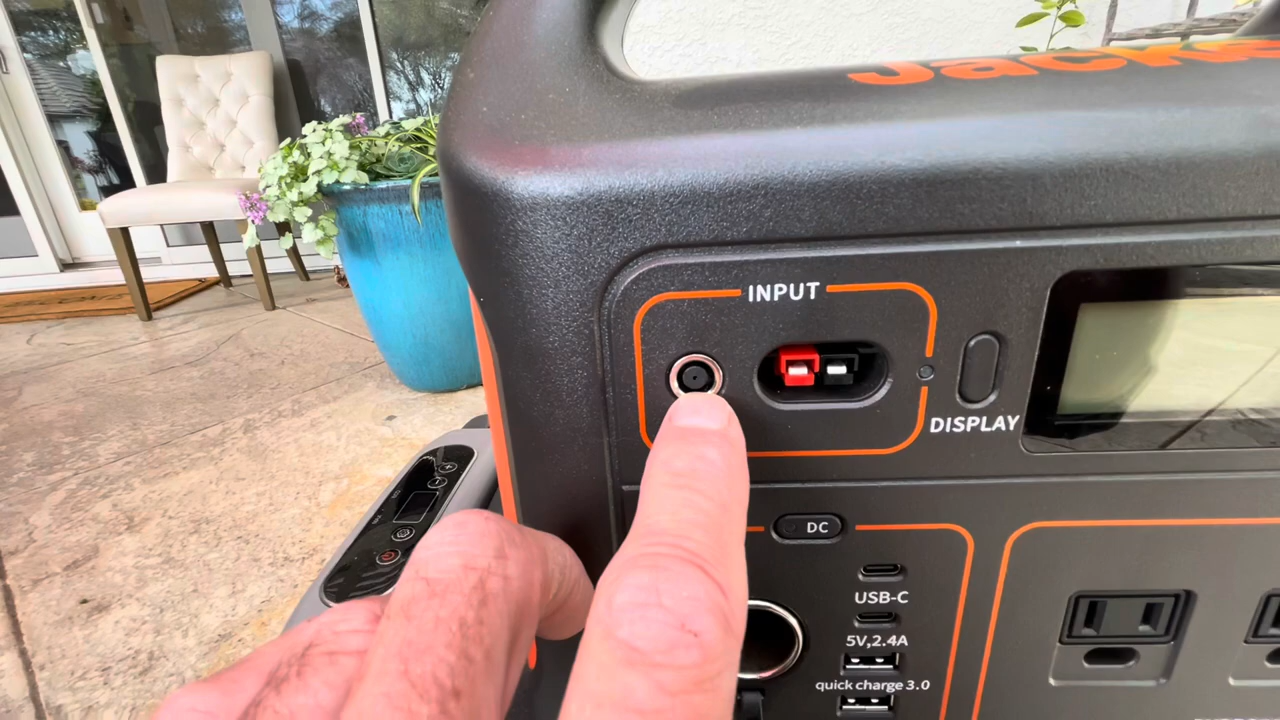 INPUT
DISPLAY
DC
USB-C
5V,2.4A
quick charge 3.0